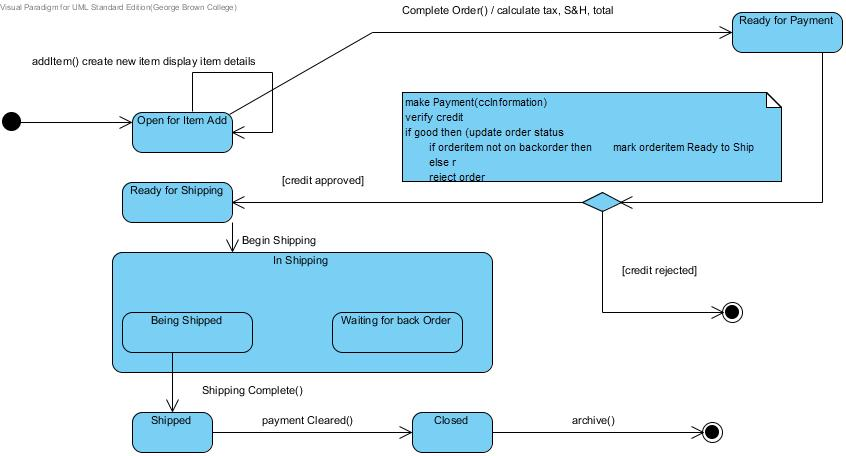 Visual Paradigm for UML Standard Edition(George Brown College)
Complete Order() / calculate tax, S&H, total
Ready for Payment
addItem() create new item display item details
Open for Item Add
make Payment(ccInformation)
verify credit
if good then (update order status
if orderitem not on backorder then mark orderitem Ready to Ship
else r
reject order
[credit approved]
Ready for Shipping
Begin Shipping
In Shipping
[credit rejected]
Being Shipped
Waiting for back Order
Shipping Complete()
Shipped
payment Cleared()
Closed
archive()